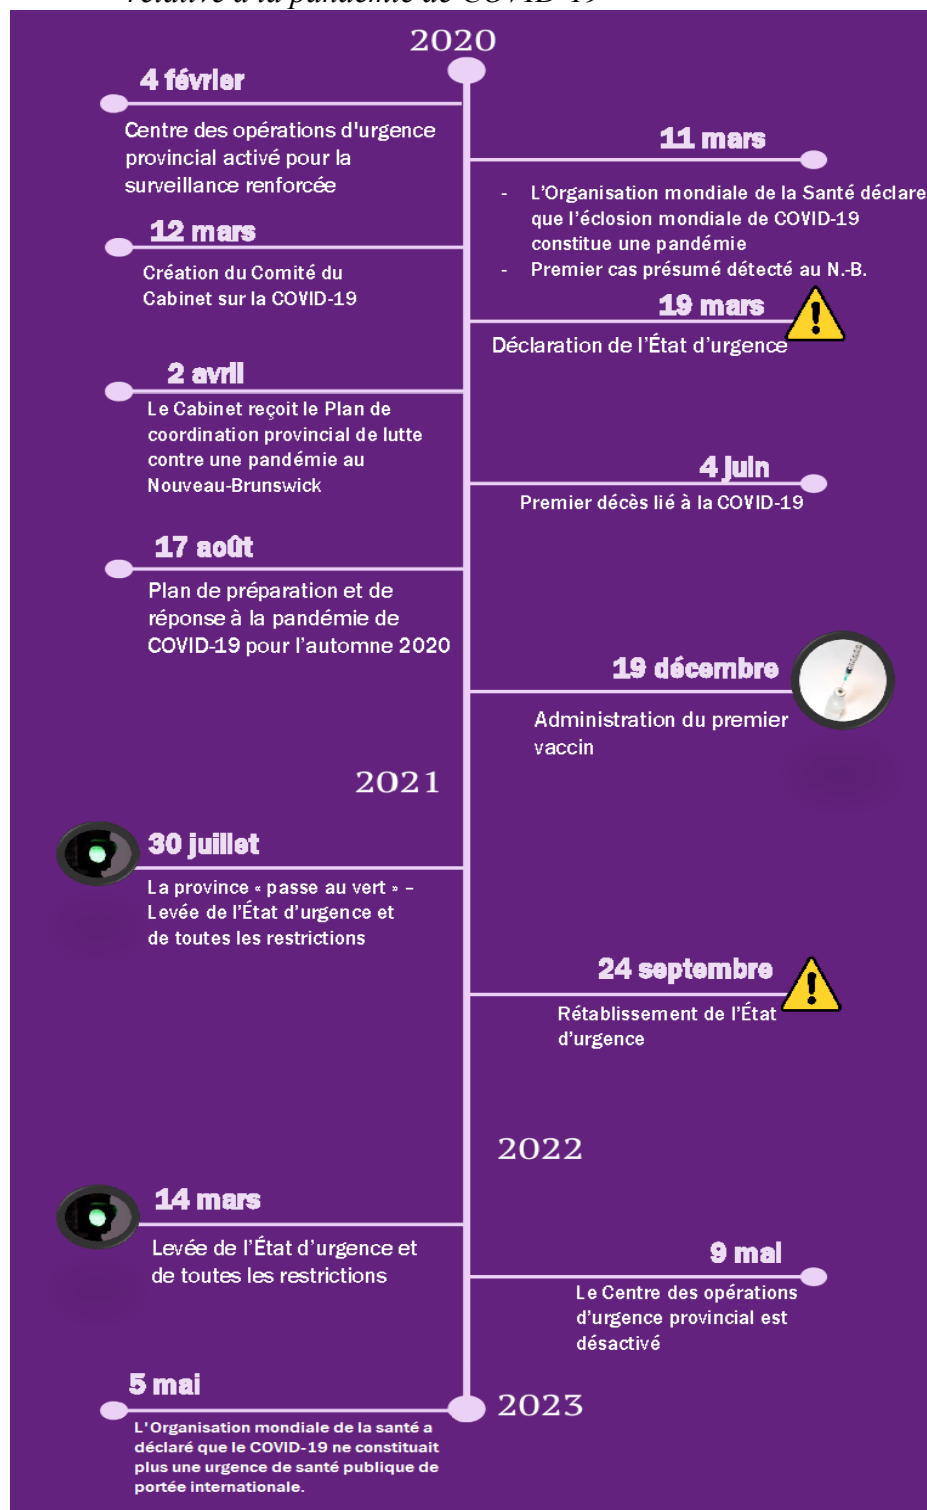 relative à la pandémie de COVID-19
2020
4 février
Centre des opérations d'urgence
provincial activé pour la
surveillance renforcée
11 mars
- L'Organisation mondiale de la Santé déclare
que l'éclosion mondiale de COVID-19
constitue une pandémie
- Premier cas présumé détecté au N.-B.
12 mars
Création du Comité du
Cabinet sur la COVID-19
19 mars
Déclaration de l'État d'urgence
2 avril
Le Cabinet reçoit le Plan de
coordination provincial de lutte
contre une pandémie au
Nouveau-Brunswick
4 juin
Premier décès lié à la COVID-19
17 août
Plan de préparation et de
réponse à la pandémie de
COVID-19 pour l'automne 2020
19 décembre
Administration du premier
vaccin
2021
30 juillet
La province « passe au vert » –
Levée de l'État d'urgence et
de toutes les restrictions
24 septembre
Rétablissement de l'État
d'urgence
2022
14 mars
Levée de l'État d'urgence et
de toutes les restrictions
9 mai
Le Centre des opérations
d'urgence provincial est
désactivé
2023
5 mai
L'Organisation mondiale de la santé a
déclaré que le COVID-19 ne constituait
plus une urgence de santé publique de
portée internationale.